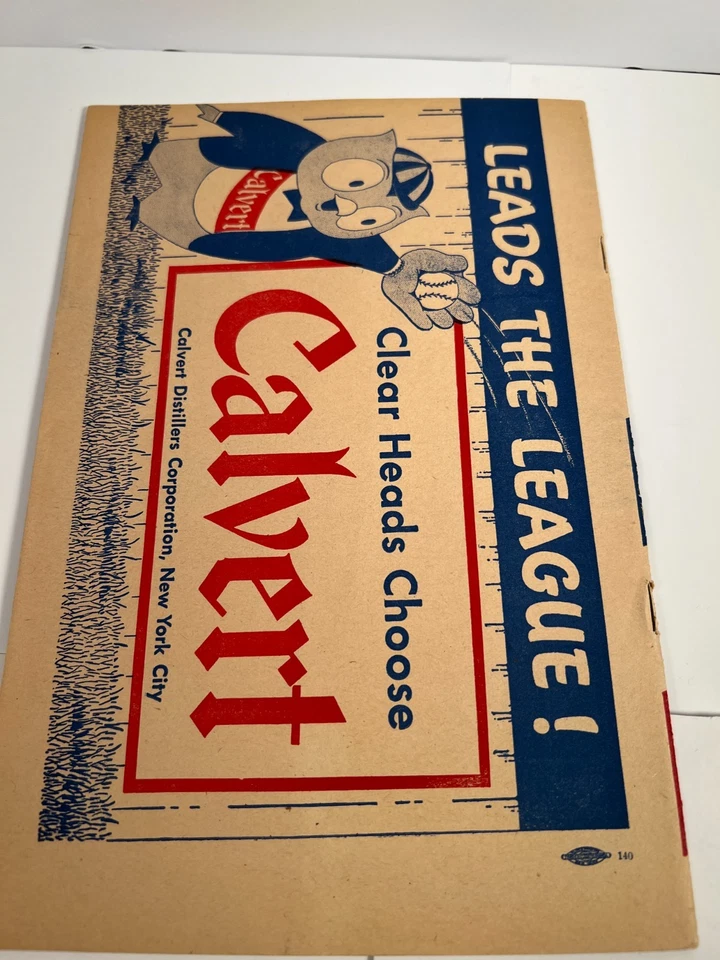 LEADS THE LEAGUE!
Calvert
Clear Heads Choose
Calvert
Calvert Distillers Corporation, New York City
140